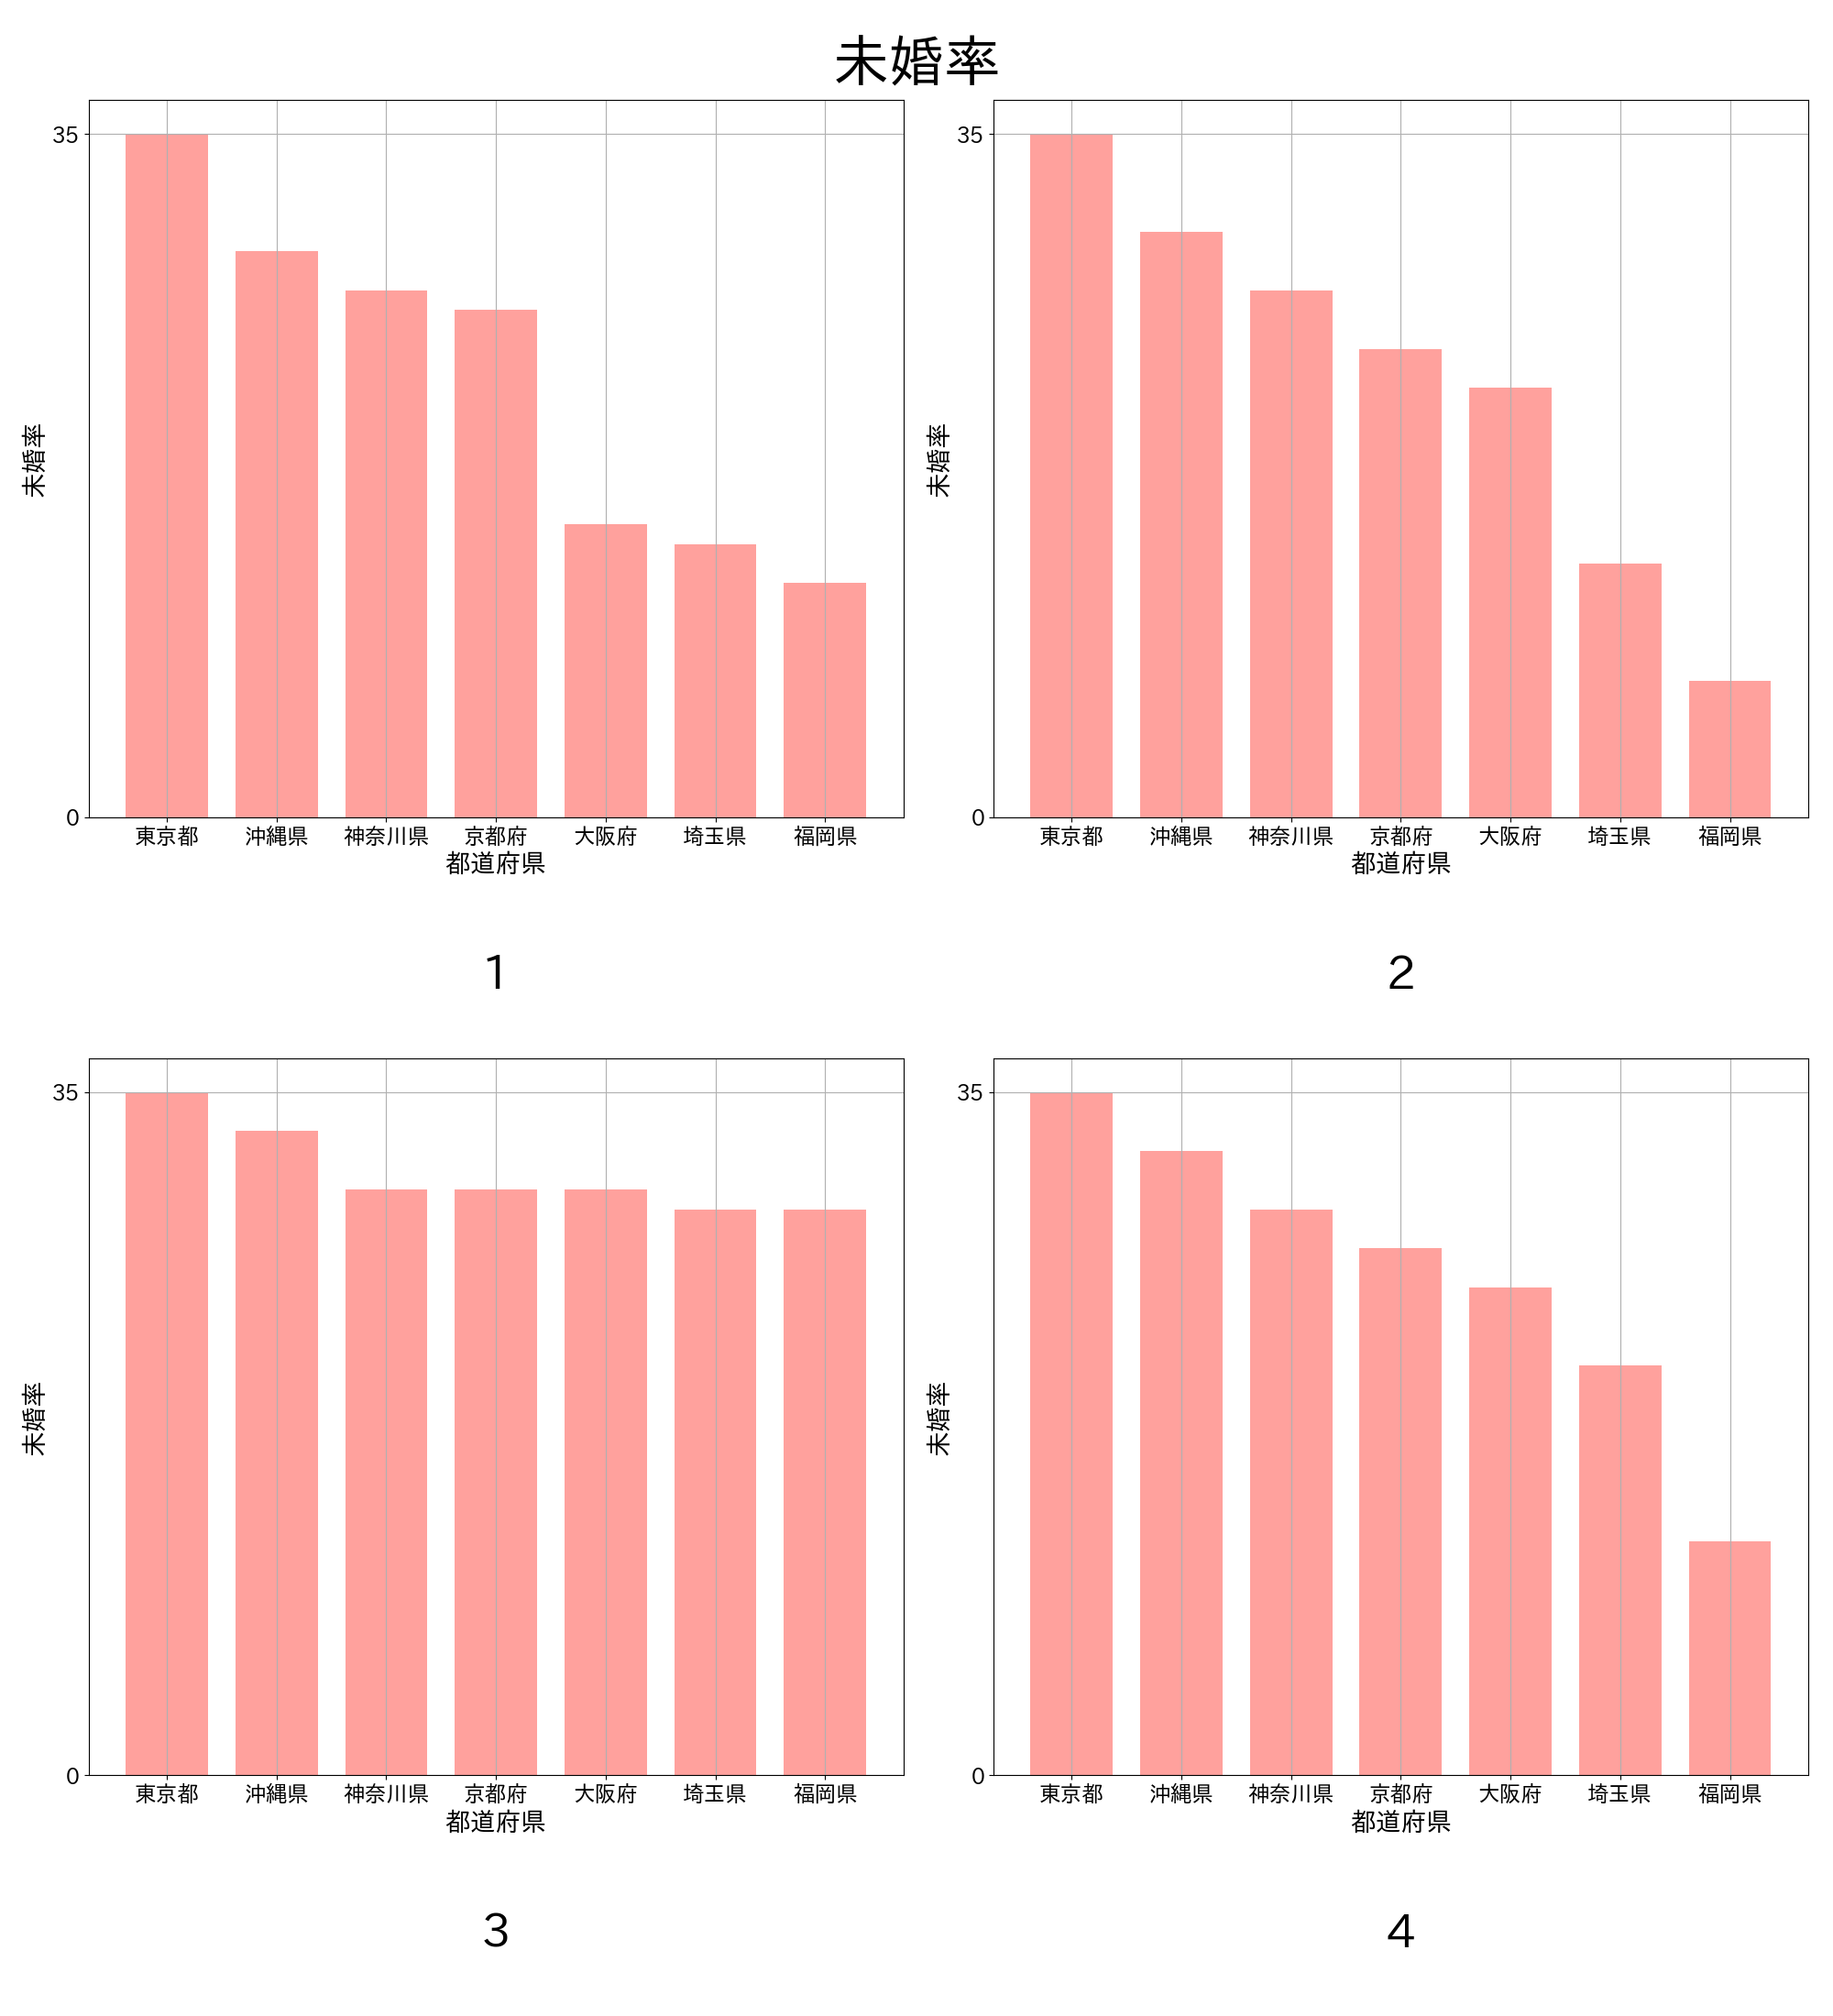 未婚率
35
0
未婚率
東京都 沖縄県 神奈川県 京都府 大阪府 埼玉県 福岡県
都道府県
1
35
0
未婚率
東京都 沖縄県 神奈川県 京都府 大阪府 埼玉県 福岡県
都道府県
2
35
0
未婚率
東京都 沖縄県 神奈川県 京都府 大阪府 埼玉県 福岡県
都道府県
3
35
0
未婚率
東京都 沖縄県 神奈川県 京都府 大阪府 埼玉県 福岡県
都道府県
4